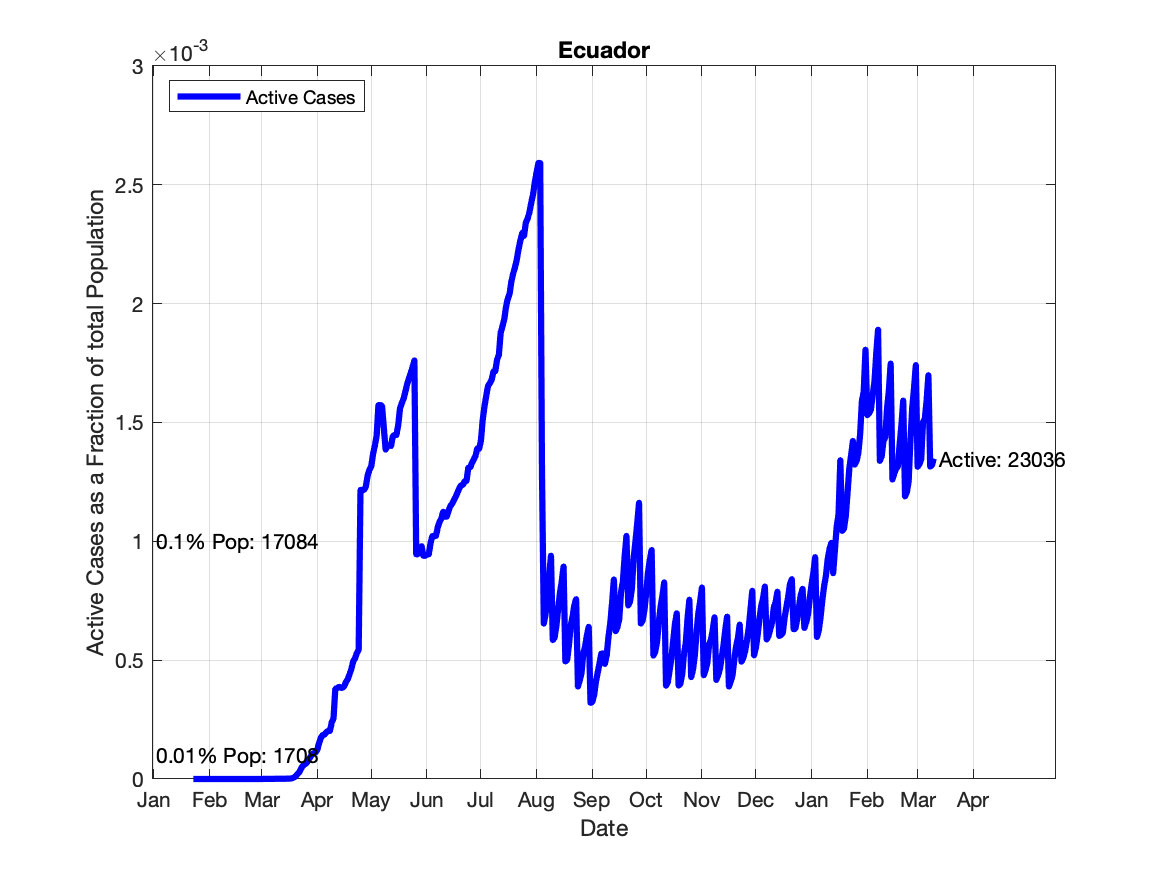 Ecuador
×10-3
Active Cases
3
2.5
2
1.5
1
0.5
0
Active Cases as a Fraction of total Population
0.1% Pop: 17084
0.01% Pop: 1708
Active: 23036
Jan Feb Mar Apr May Jun Jul Aug Sep Oct Nov Dec Jan Feb Mar Apr
Date